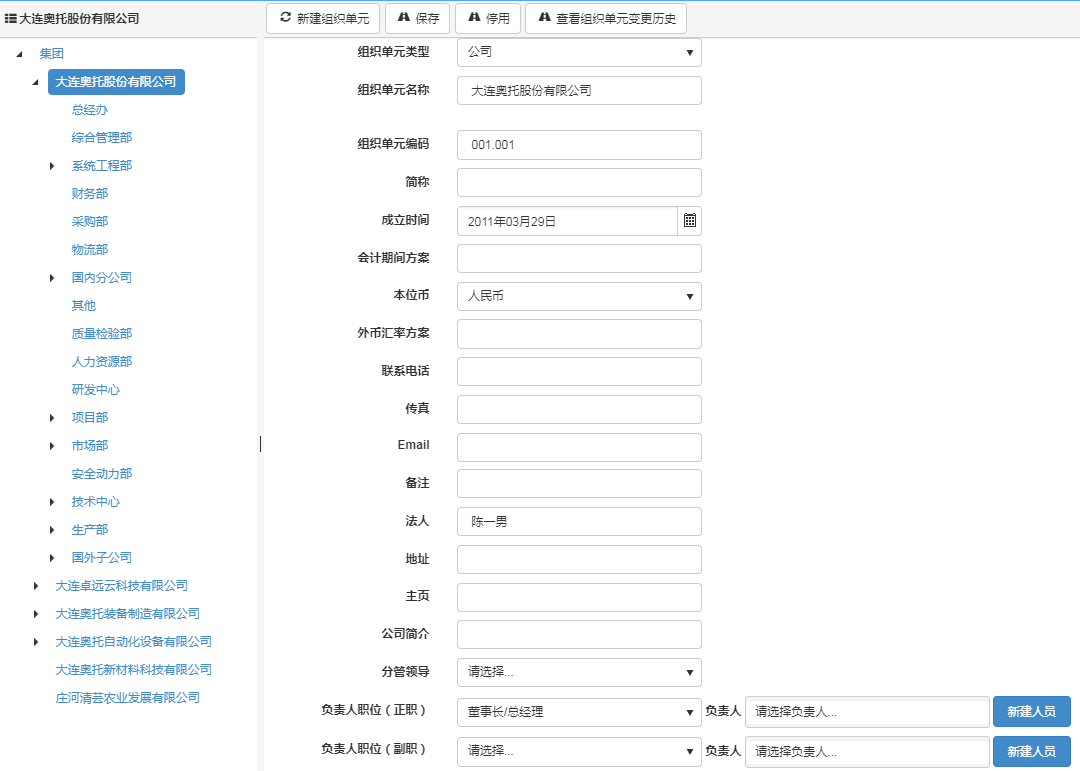 大连奥托股份有限公司
新建组织单元 保存 停用 查看组织单元变更历史
集团
大连奥托股份有限公司
总经办
综合管理部
系统工程部
财务部
采购部
物流部
国内分公司
其他
质量检验部
人力资源部
研发中心
项目部
市场部
安全动力部
技术中心
生产部
国外子公司
大连卓远云科技有限公司
大连奥托装备制造有限公司
大连奥托自动化设备有限公司
大连奥托新材料科技有限公司
庄河清芸农业发展有限公司
组织单元类型 公司
组织单元名称 大连奥托股份有限公司
组织单元编码 001.001
简称
成立时间 2011年03月29日
会计期间方案
本位币 人民币
外币汇率方案
联系电话
传真
Email
备注
法人 陈一男
地址
主页
公司简介
分管领导 请选择...
负责人职位（正职） 董事长/总经理 负责人 请选择负责人... 新建人员
负责人职位（副职） 请选择... 负责人 请选择负责人... 新建人员